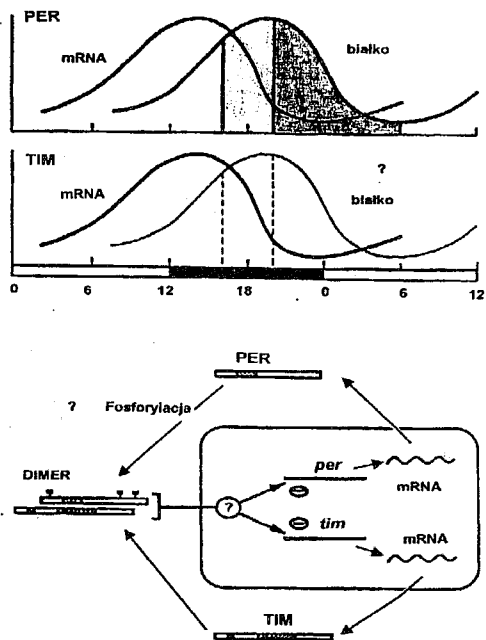 PER
mRNA
białko
TIM
mRNA
?
białko
0 6 12 18 0 6 12
PER
? Fosforylacja
DIMER
per
mRNA
?
tim
mRNA
TIM